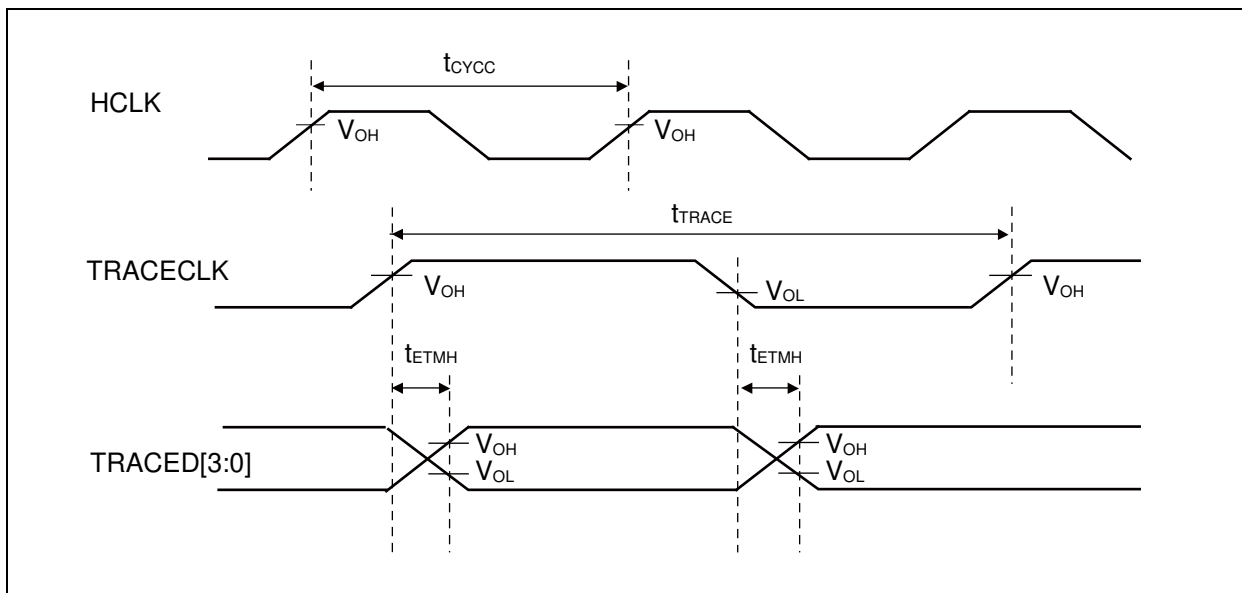 tCYCC
HCLK
VOH VOH
tTRACE
TRACECLK
VOH VOL VOH
tETMH tETMH
TRACED[3:0]
VOH VOH
VOL VOL